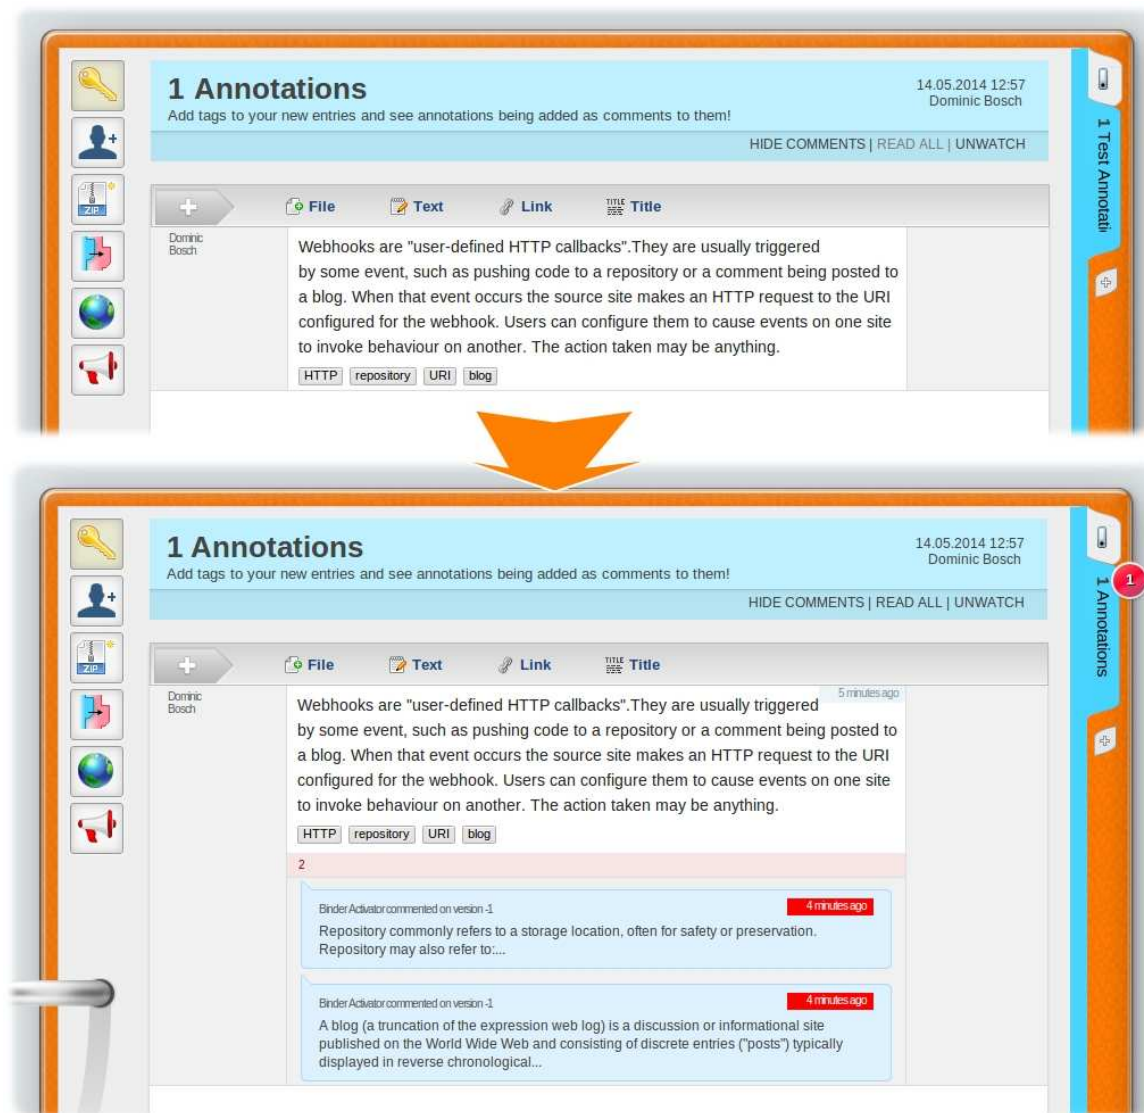 1 Annotations
Add tags to your new entries and see annotations being added as comments to them!
14.05.2014 12:57
Dominic Bosch
HIDE COMMENTS | READ ALL | UNWATCH
1 Test Annotati
ZIP
File
Text
Link
TITLE
Title
Dominic
Bosch
Webhooks are "user-defined HTTP callbacks".They are usually triggered
by some event, such as pushing code to a repository or a comment being posted to
a blog. When that event occurs the source site makes an HTTP request to the URI
configured for the webhook. Users can configure them to cause events on one site
to invoke behaviour on another. The action taken may be anything.
HTTP repository URI blog
1 Annotations
Add tags to your new entries and see annotations being added as comments to them!
14.05.2014 12:57
Dominic Bosch
HIDE COMMENTS | READ ALL | UNWATCH
1
1 Annotations
ZIP
File
Text
Link
TITLE
Title
Dominic
Bosch
5 minutes ago
Webhooks are "user-defined HTTP callbacks".They are usually triggered
by some event, such as pushing code to a repository or a comment being posted to
a blog. When that event occurs the source site makes an HTTP request to the URI
configured for the webhook. Users can configure them to cause events on one site
to invoke behaviour on another. The action taken may be anything.
HTTP repository URI blog
2
Binder Activator commented on version -1
4 minutes ago
Repository commonly refers to a storage location, often for safety or preservation.
Repository may also refer to:...
Binder Activator commented on version -1
4 minutes ago
A blog (a truncation of the expression web log) is a discussion or informational site
published on the World Wide Web and consisting of discrete entries ("posts") typically
displayed in reverse chronological...